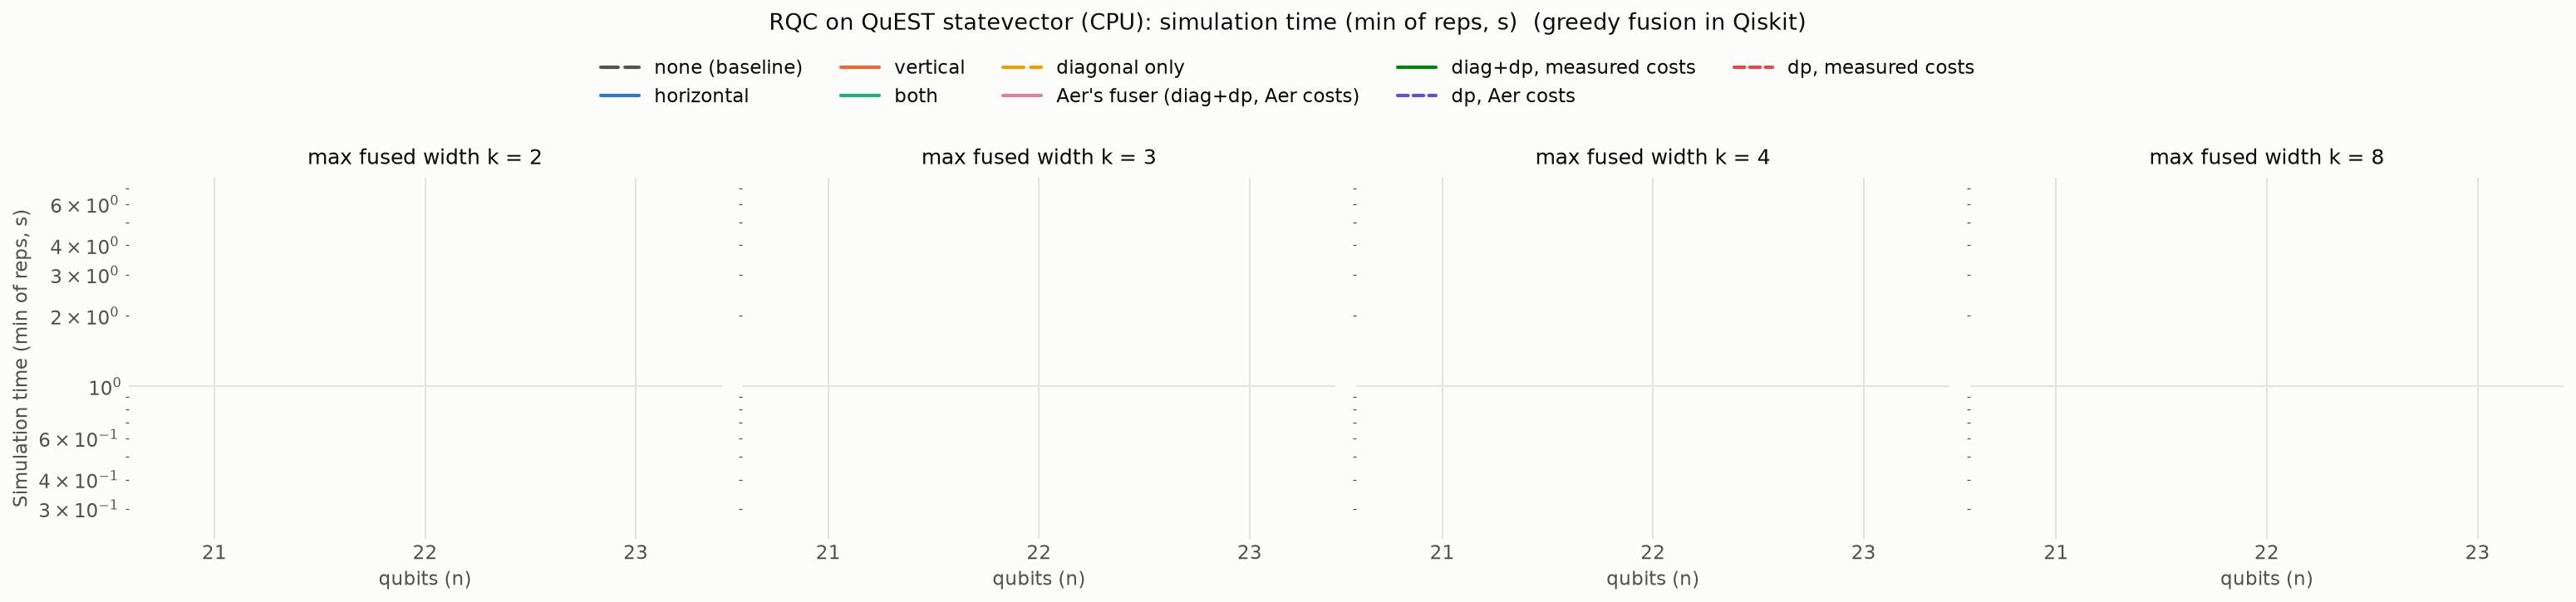 RQC on QuEST statevector (CPU): simulation time (min of reps, s)  (greedy fusion in Qiskit)
none (baseline) vertical diagonal only diag+dp, measured costs dp, measured costs
horizontal both Aer's fuser (diag+dp, Aer costs) dp, Aer costs
max fused width k = 2 max fused width k = 3 max fused width k = 4 max fused width k = 8
Simulation time (min of reps, s)
6 × 10⁰
4 × 10⁰
3 × 10⁰
2 × 10⁰
10⁰
6 × 10⁻¹
4 × 10⁻¹
3 × 10⁻¹
21 22 23 21 22 23 21 22 23 21 22 23
qubits (n) qubits (n) qubits (n) qubits (n)